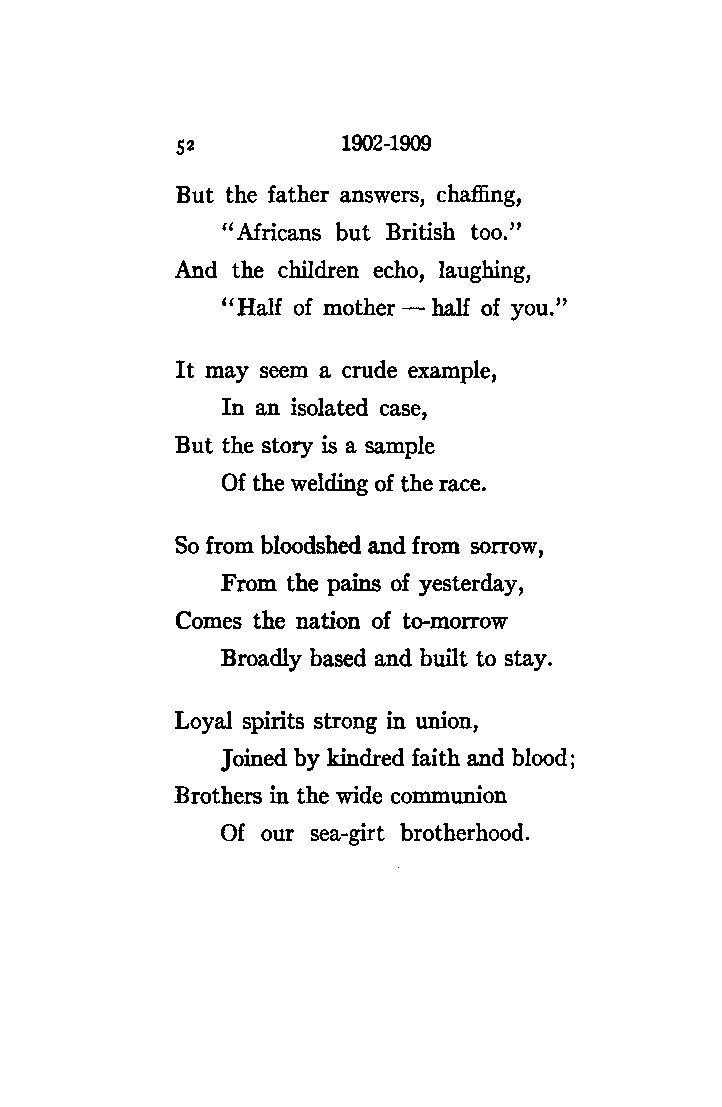 52 1902-1909
But the father answers, chaffing,
"Africans but British too."
And the children echo, laughing,
"Half of mother — half of you."
It may seem a crude example,
In an isolated case,
But the story is a sample
Of the welding of the race.
So from bloodshed and from sorrow,
From the pains of yesterday,
Comes the nation of to-morrow
Broadly based and built to stay.
Loyal spirits strong in union,
Joined by kindred faith and blood;
Brothers in the wide communion
Of our sea-girt brotherhood.